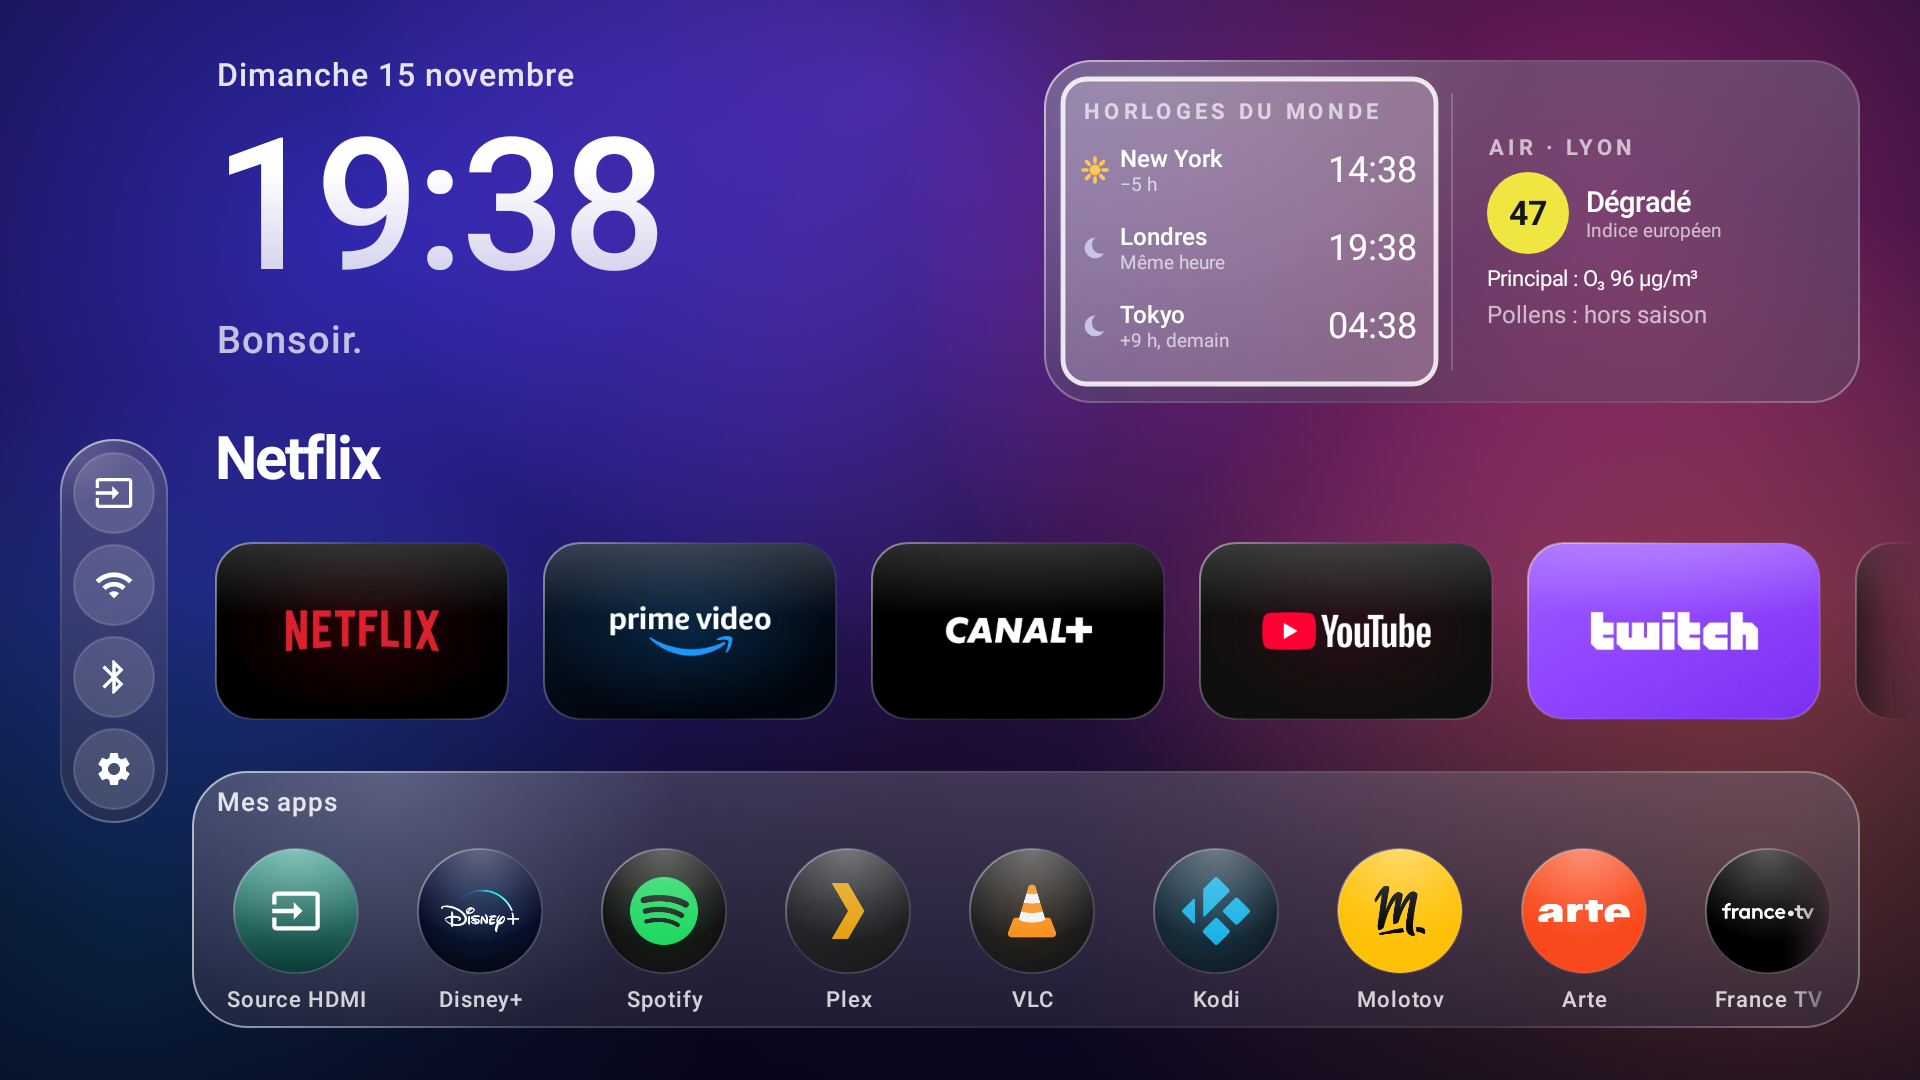 Dimanche 15 novembre
19:38
Bonsoir.
HORLOGES DU MONDE
New York
−5 h
14:38
Londres
Même heure
19:38
Tokyo
+9 h, demain
04:38
AIR · LYON
47
Dégradé
Indice européen
Principal : O₃ 96 µg/m³
Pollens : hors saison
Netflix
NETFLIX
prime video
CANAL+
YouTube
twitch
Mes apps
Disney+
M.
arte
france•tv
Source HDMI
Disney+
Spotify
Plex
VLC
Kodi
Molotov
Arte
France TV